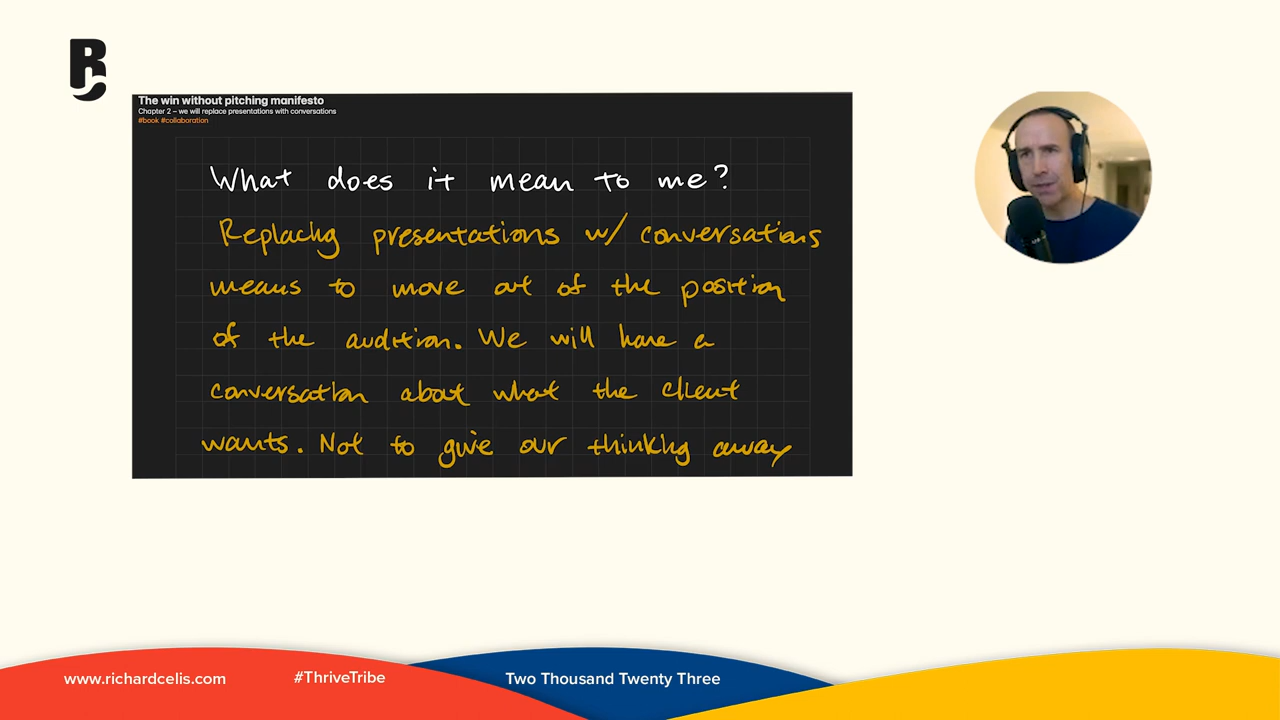 The win without pitching manifesto
Chapter 2 – we will replace presentations with conversations
#book #collaboration
What does it mean to me?
Replacing presentations w/ conversations
means to move out of the position
of the audition. We will have a
conversation about what the client
wants. Not to give our thinking away
www.richardcelis.com
#ThriveTribe
Two Thousand Twenty Three